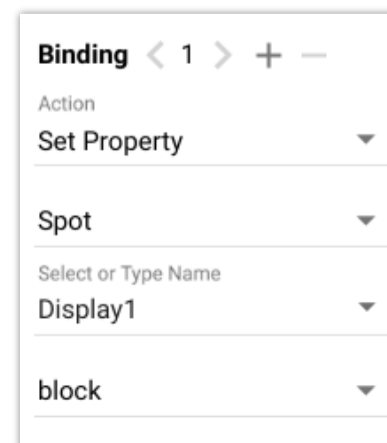 Binding < 1 > + −
Action
Set Property
Spot
Select or Type Name
Display1
block